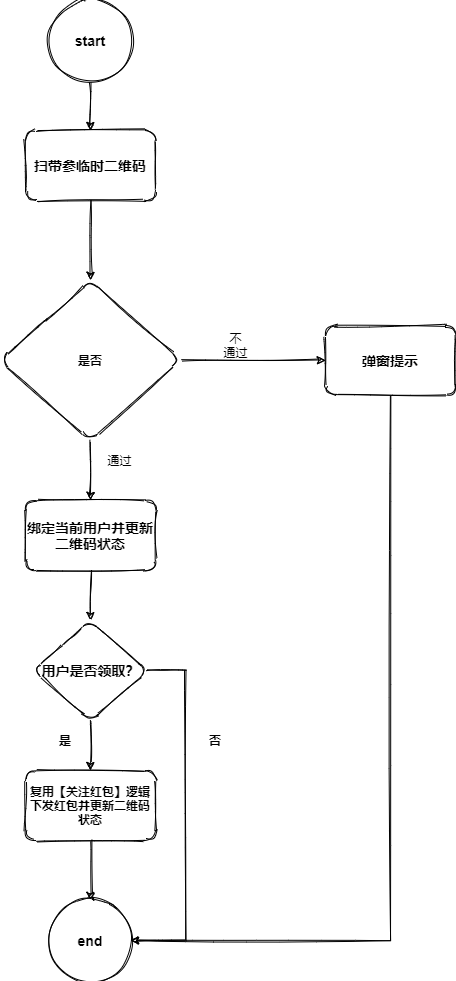 start
扫带参临时二维码
是否
不
通过
弹窗提示
通过
绑定当前用户并更新
二维码状态
用户是否领取？
是
否
复用【关注红包】逻辑
下发红包并更新二维码
状态
end